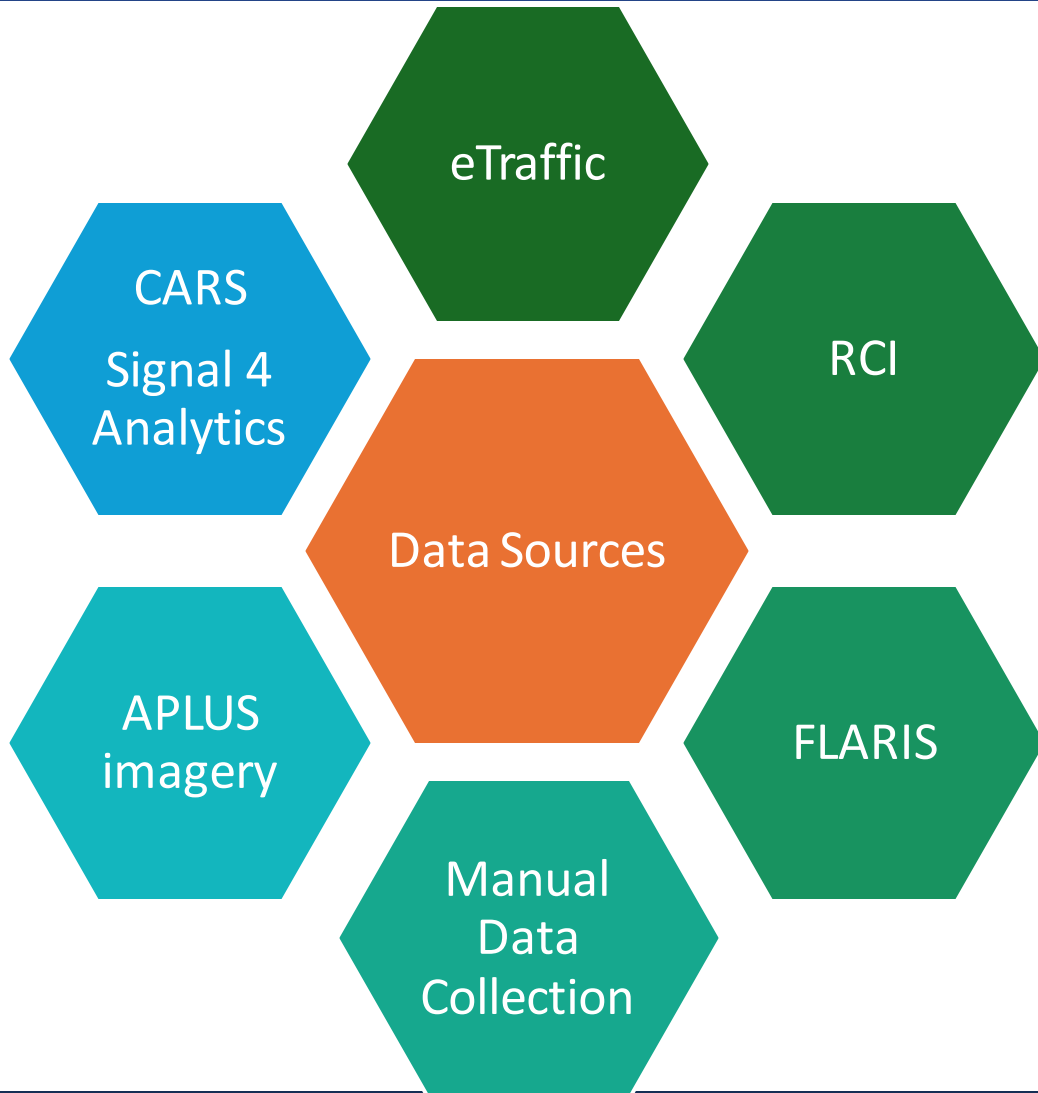 eTraffic
CARS
Signal 4
Analytics
RCI
Data Sources
APLUS
imagery
FLARIS
Manual
Data
Collection